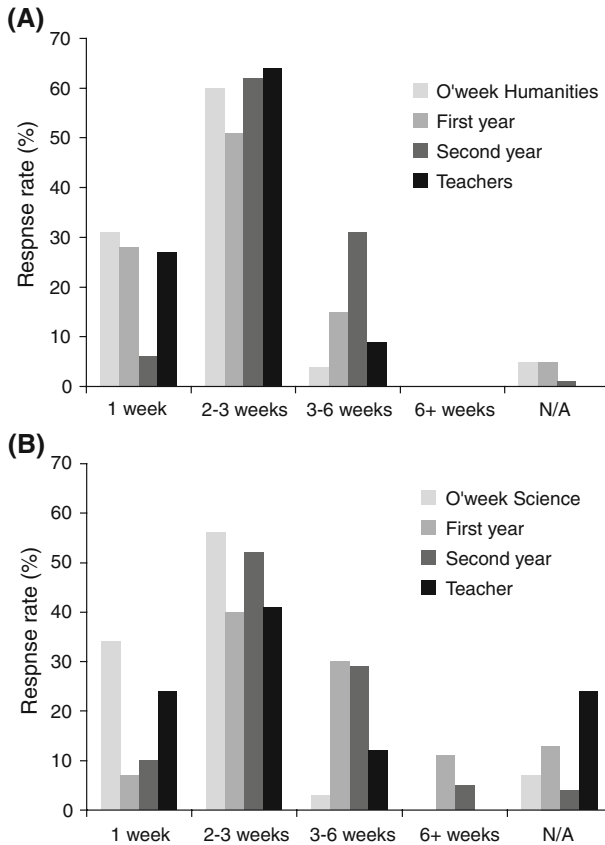 (A)
70
60
50
40
30
20
10
0
Respnse rate (%)
O'week Humanities
First year
Second year
Teachers
1 week 2-3 weeks 3-6 weeks 6+ weeks N/A
(B)
70
60
50
40
30
20
10
0
Respnse rate (%)
O'week Science
First year
Second year
Teacher
1 week 2-3 weeks 3-6 weeks 6+ weeks N/A